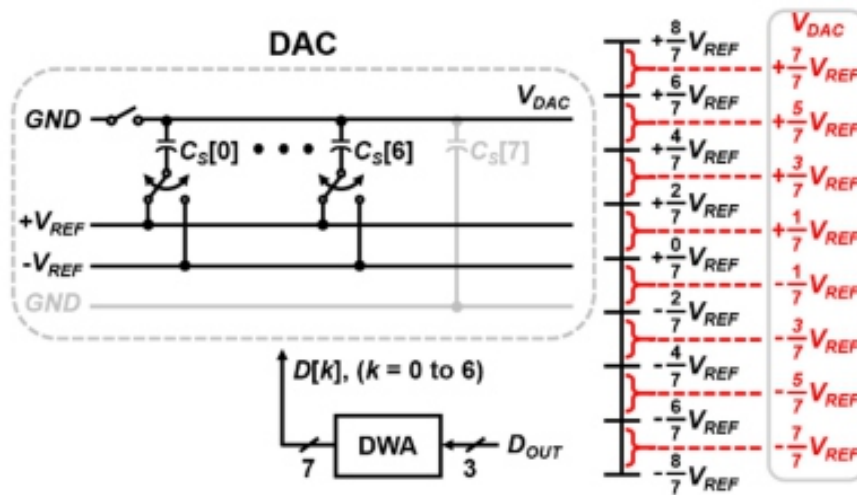 DAC
GND
V_DAC
C_S[0] • • • C_S[6]
C_S[7]
+V_REF
-V_REF
GND
D[k], (k = 0 to 6)
7
DWA
3
D_OUT
+8/7 V_REF
+6/7 V_REF
+4/7 V_REF
+2/7 V_REF
+0/7 V_REF
-2/7 V_REF
-4/7 V_REF
-6/7 V_REF
-8/7 V_REF
V_DAC
+7/7 V_REF
+5/7 V_REF
+3/7 V_REF
+1/7 V_REF
-1/7 V_REF
-3/7 V_REF
-5/7 V_REF
-7/7 V_REF